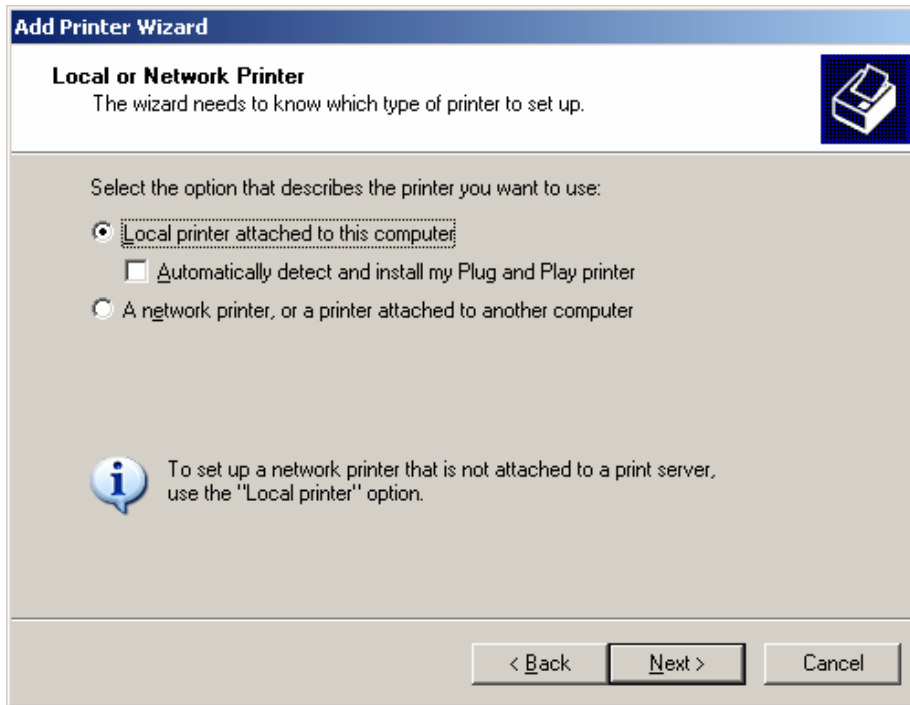 Add Printer Wizard
Local or Network Printer
The wizard needs to know which type of printer to set up.
Select the option that describes the printer you want to use:
Local printer attached to this computer
Automatically detect and install my Plug and Play printer
A network printer, or a printer attached to another computer
To set up a network printer that is not attached to a print server,
use the "Local printer" option.
< Back Next > Cancel